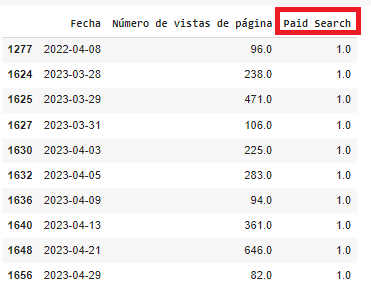 Fecha Número de vistas de página Paid Search
1277 2022-04-08 96.0 1.0
1624 2023-03-28 238.0 1.0
1625 2023-03-29 471.0 1.0
1627 2023-03-31 106.0 1.0
1630 2023-04-03 225.0 1.0
1632 2023-04-05 283.0 1.0
1636 2023-04-09 94.0 1.0
1640 2023-04-13 361.0 1.0
1648 2023-04-21 646.0 1.0
1656 2023-04-29 82.0 1.0